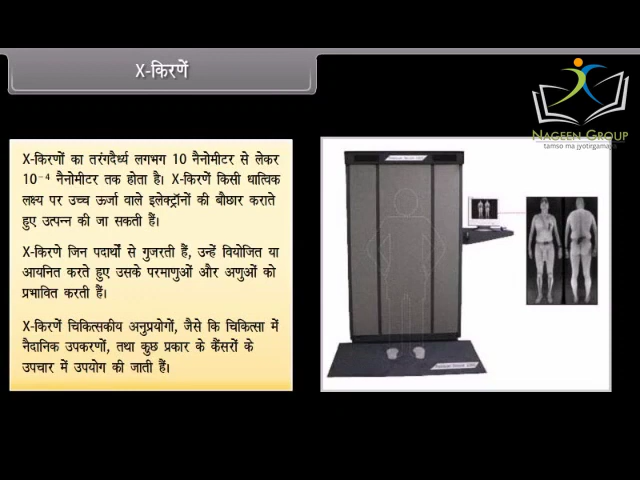 X-किरणें
NAGEEN GROUP
tamso ma jyotirgamaya
X-किरणों का तरंगदैर्ध्य लगभग 10 नैनोमीटर से लेकर
10⁻⁴ नैनोमीटर तक होता है। X-किरणें किसी धात्विक
लक्ष्य पर उच्च ऊर्जा वाले इलेक्ट्रॉनों की बौछार कराते
हुए उत्पन्न की जा सकती हैं।
X-किरणे जिन पदार्थों से गुजरती हैं, उन्हें वियोजित या
आयनित करते हुए उसके परमाणुओं और अणुओं को
प्रभावित करती हैं।
X-किरणें चिकित्सकीय अनुप्रयोगों, जैसे कि चिकित्सा में
नैदानिक उपकरणों, तथा कुछ प्रकार के कैंसरों के
उपचार में उपयोग की जाती हैं।